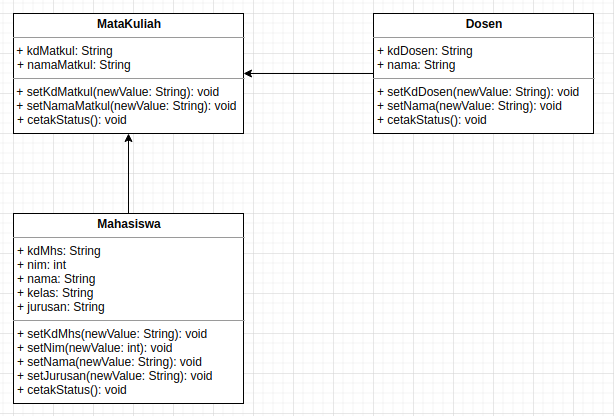 MataKuliah
+ kdMatkul: String
+ namaMatkul: String
+ setKdMatkul(newValue: String): void
+ setNamaMatkul(newValue: String): void
+ cetakStatus(): void
Dosen
+ kdDosen: String
+ nama: String
+ setKdDosen(newValue: String): void
+ setNama(newValue: String): void
+ cetakStatus(): void
Mahasiswa
+ kdMhs: String
+ nim: int
+ nama: String
+ kelas: String
+ jurusan: String
+ setKdMhs(newValue: String): void
+ setNim(newValue: int): void
+ setNama(newValue: String): void
+ setJurusan(newValue: String): void
+ cetakStatus(): void